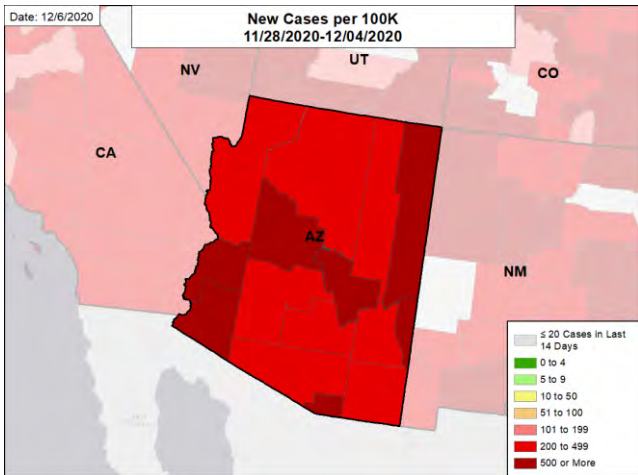 Date: 12/6/2020
New Cases per 100K
11/28/2020-12/04/2020
NV
UT
CO
CA
AZ
NM
≤ 20 Cases in Last
14 Days
0 to 4
5 to 9
10 to 50
51 to 100
101 to 199
200 to 499
500 or More